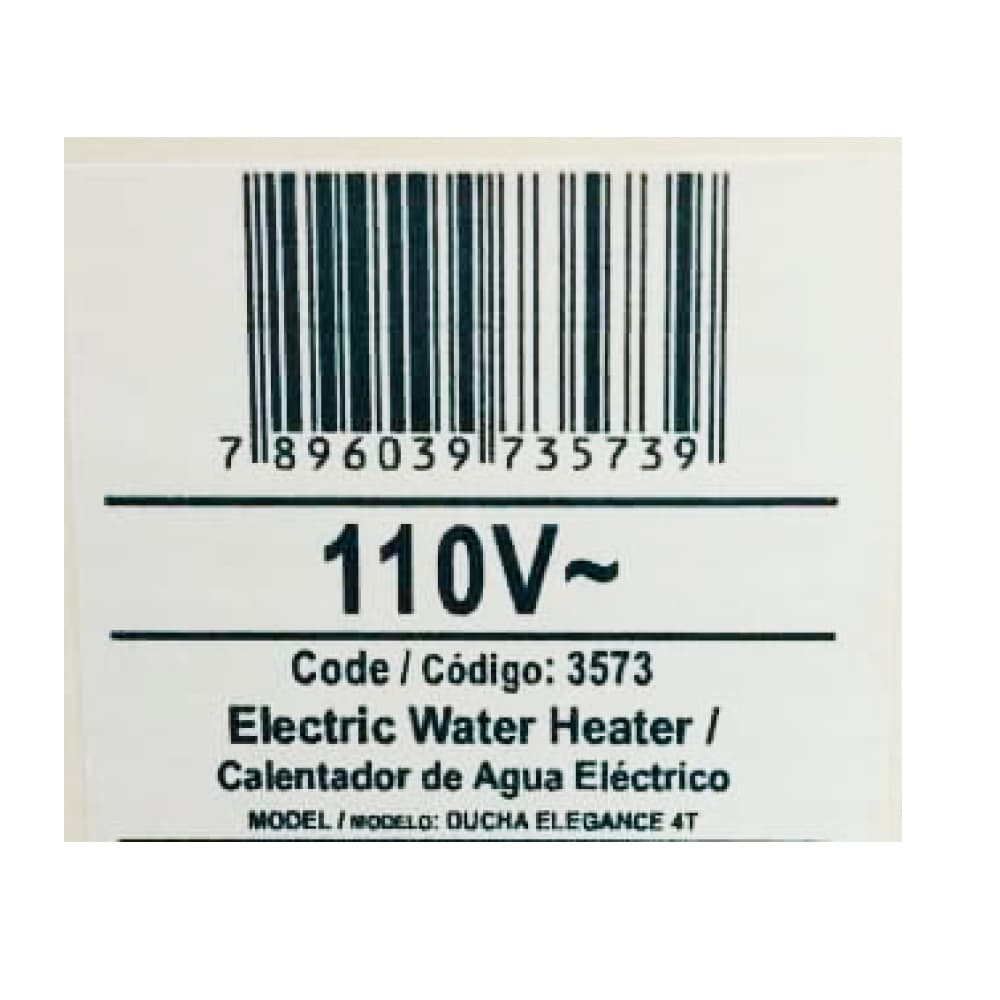 7 896039 735739
110V~
Code / Código: 3573
Electric Water Heater /
Calentador de Agua Eléctrico
MODEL / MODELO: DUCHA ELEGANCE 4T